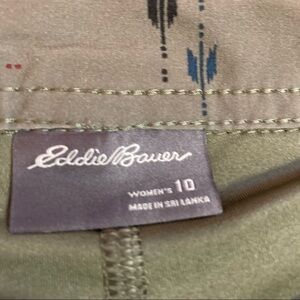 Eddie Bauer
WOMEN'S 10
MADE IN SRI LANKA